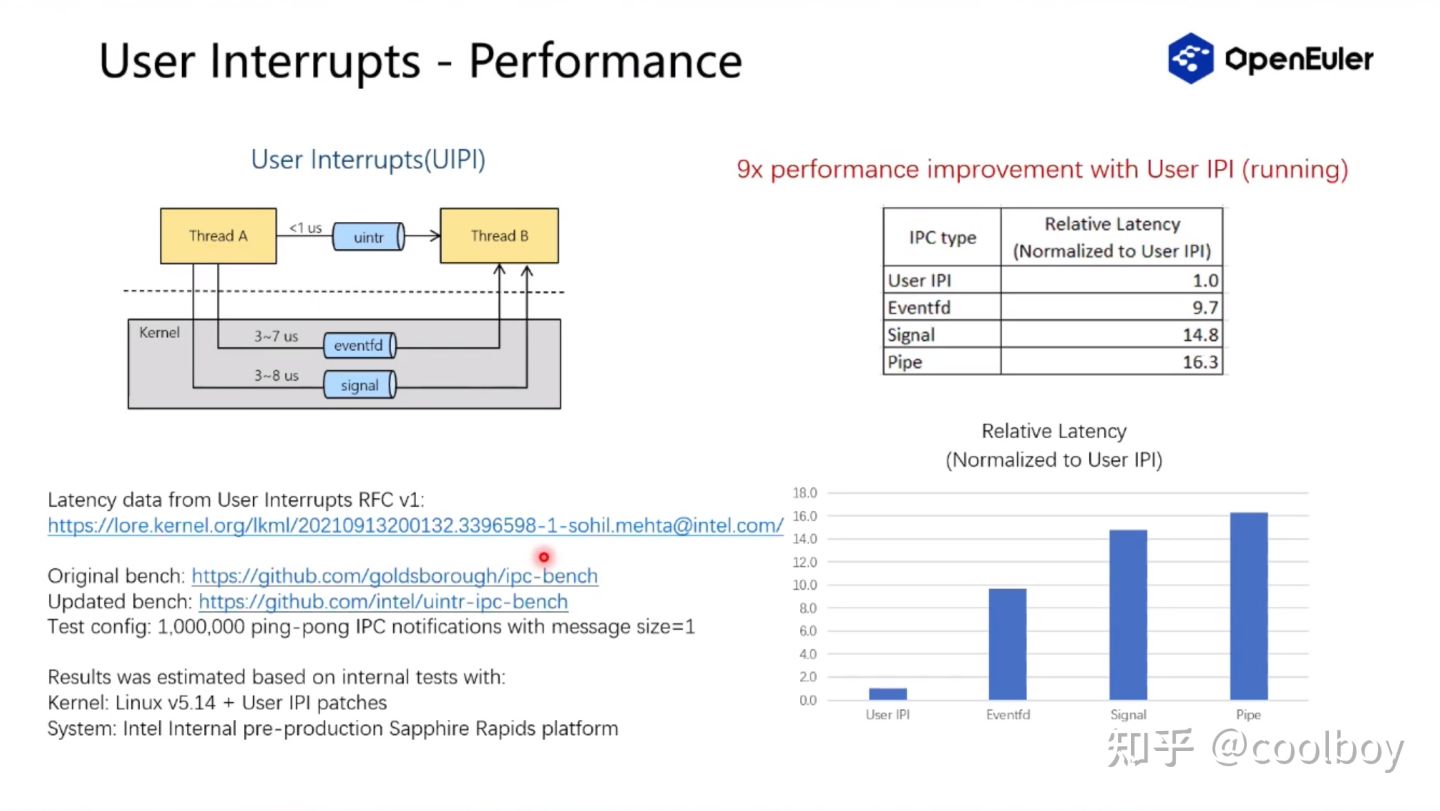 User Interrupts - Performance
OpenEuler
User Interrupts(UIPI)
Thread A
<1 us
uintr
Thread B
Kernel
3~7 us
eventfd
3~8 us
signal
Latency data from User Interrupts RFC v1:
https://lore.kernel.org/lkml/20210913200132.3396598-1-sohil.mehta@intel.com/
Original bench: https://github.com/goldsborough/ipc-bench
Updated bench: https://github.com/intel/uintr-ipc-bench
Test config: 1,000,000 ping-pong IPC notifications with message size=1
Results was estimated based on internal tests with:
Kernel: Linux v5.14 + User IPI patches
System: Intel Internal pre-production Sapphire Rapids platform
9x performance improvement with User IPI (running)
IPC type
Relative Latency
(Normalized to User IPI)
User IPI 1.0
Eventfd 9.7
Signal 14.8
Pipe 16.3
Relative Latency
(Normalized to User IPI)
18.0
16.0
14.0
12.0
10.0
8.0
6.0
4.0
2.0
0.0
User IPI Eventfd Signal Pipe
知乎 @coolboy